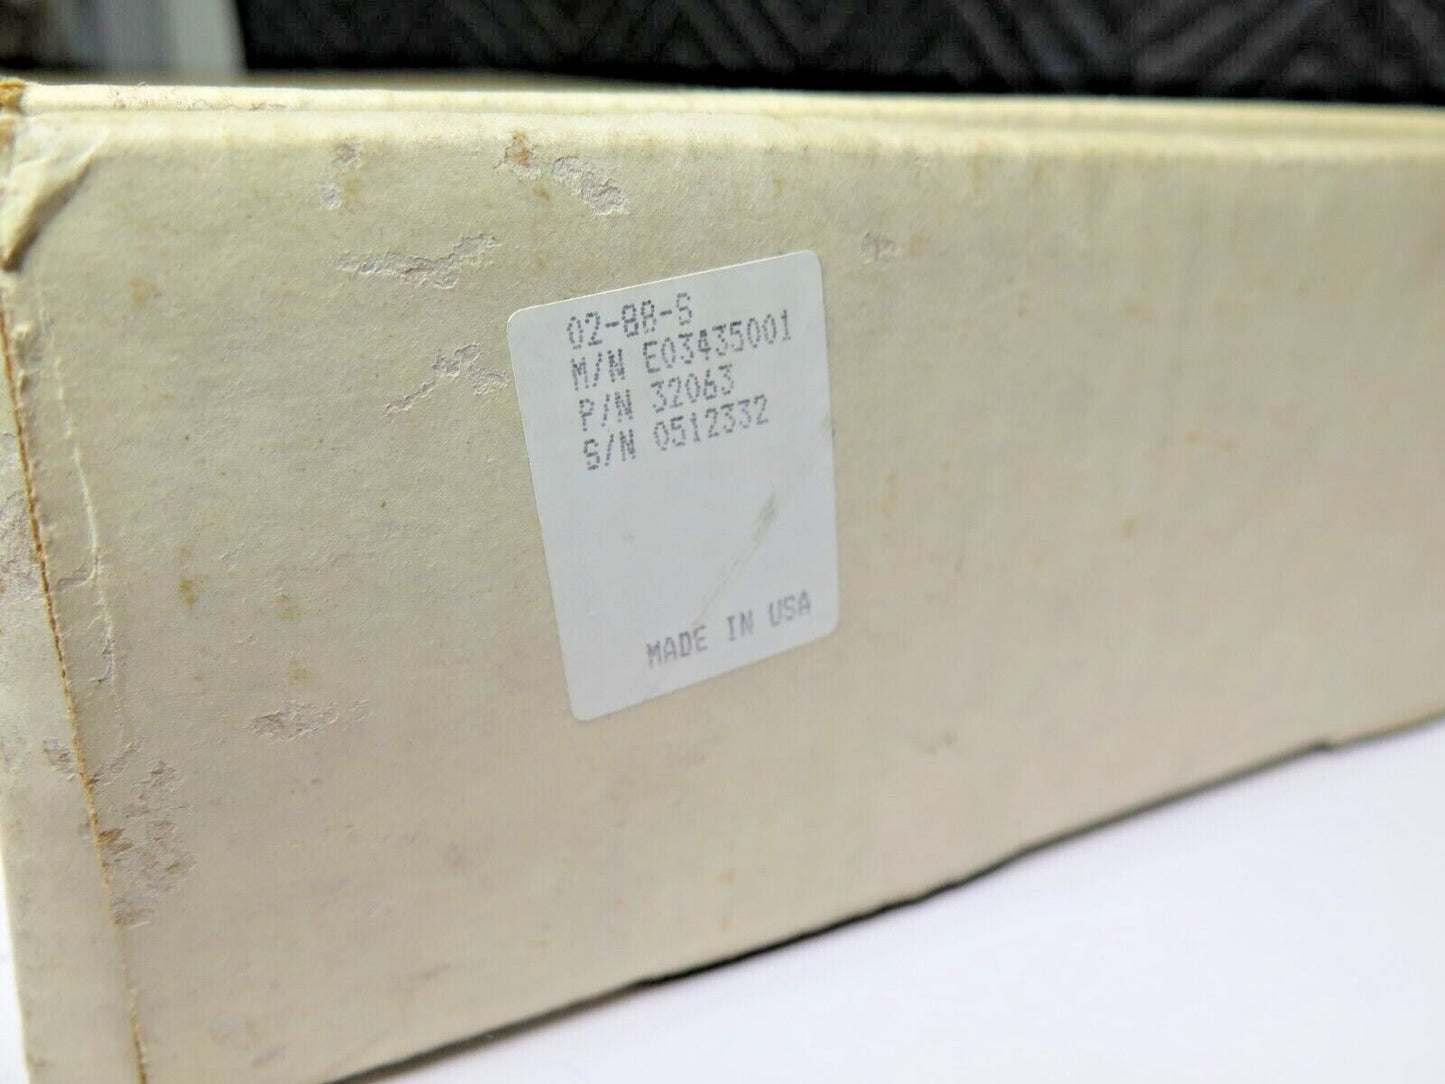 02-88-S
M/N E03435001
P/N 32063
S/N 0512332
MADE IN USA